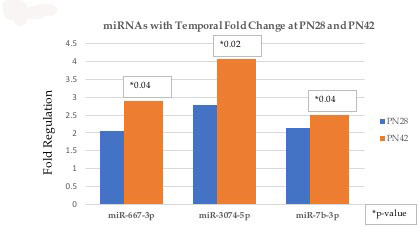 miRNAs with Temporal Fold Change at PN28 and PN42
Fold Regulation
4.5
4
3.5
3
2.5
2
1.5
1
0.5
0
*0.04
*0.02
*0.04
miR-667-3p
miR-3074-5p
miR-7b-3p
PN28
PN42
*p-value